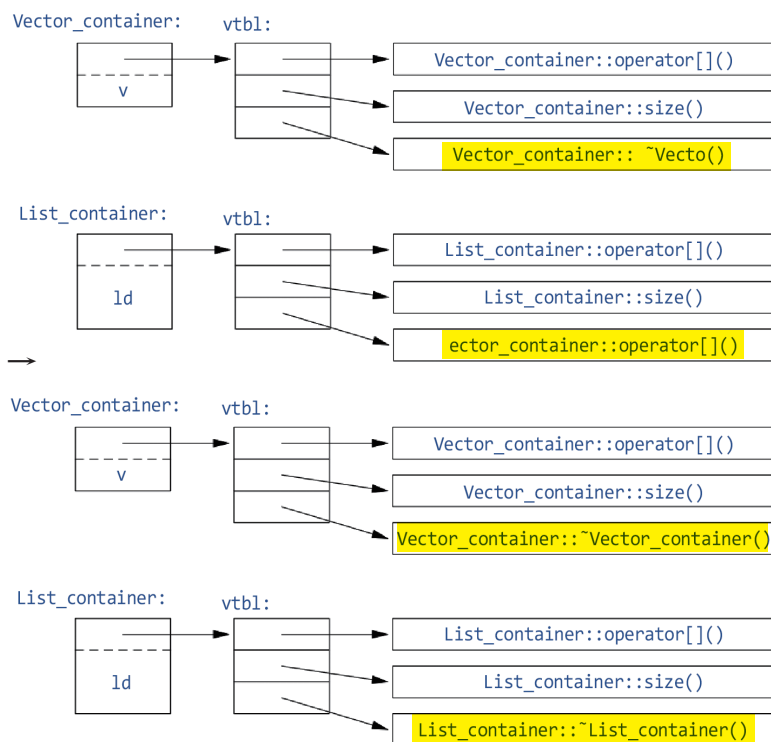 Vector_container: vtbl:
Vector_container::operator[]()
v
Vector_container::size()
Vector_container:: ~Vecto()
List_container: vtbl:
List_container::operator[]()
ld
List_container::size()
ector_container::operator[]()
→
Vector_container: vtbl:
Vector_container::operator[]()
v
Vector_container::size()
Vector_container::~Vector_container()
List_container: vtbl:
List_container::operator[]()
ld
List_container::size()
List_container::~List_container()